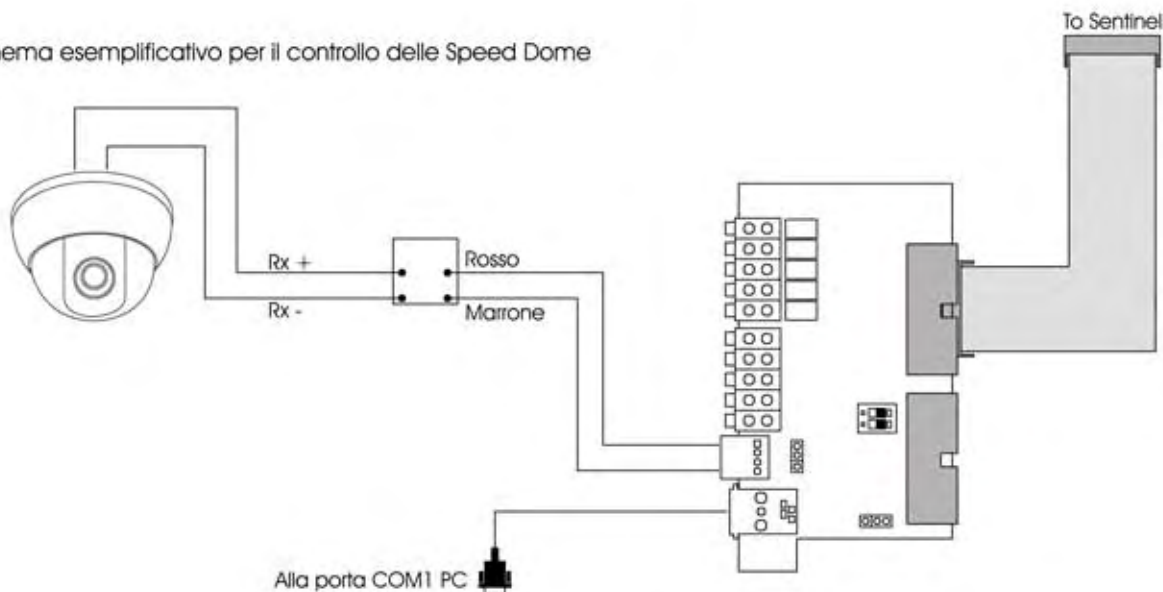 To Sentinel
ema esemplificativo per il controllo delle Speed Dome
Rx +
Rosso
Rx -
Marrone
Alla porta COM1 PC